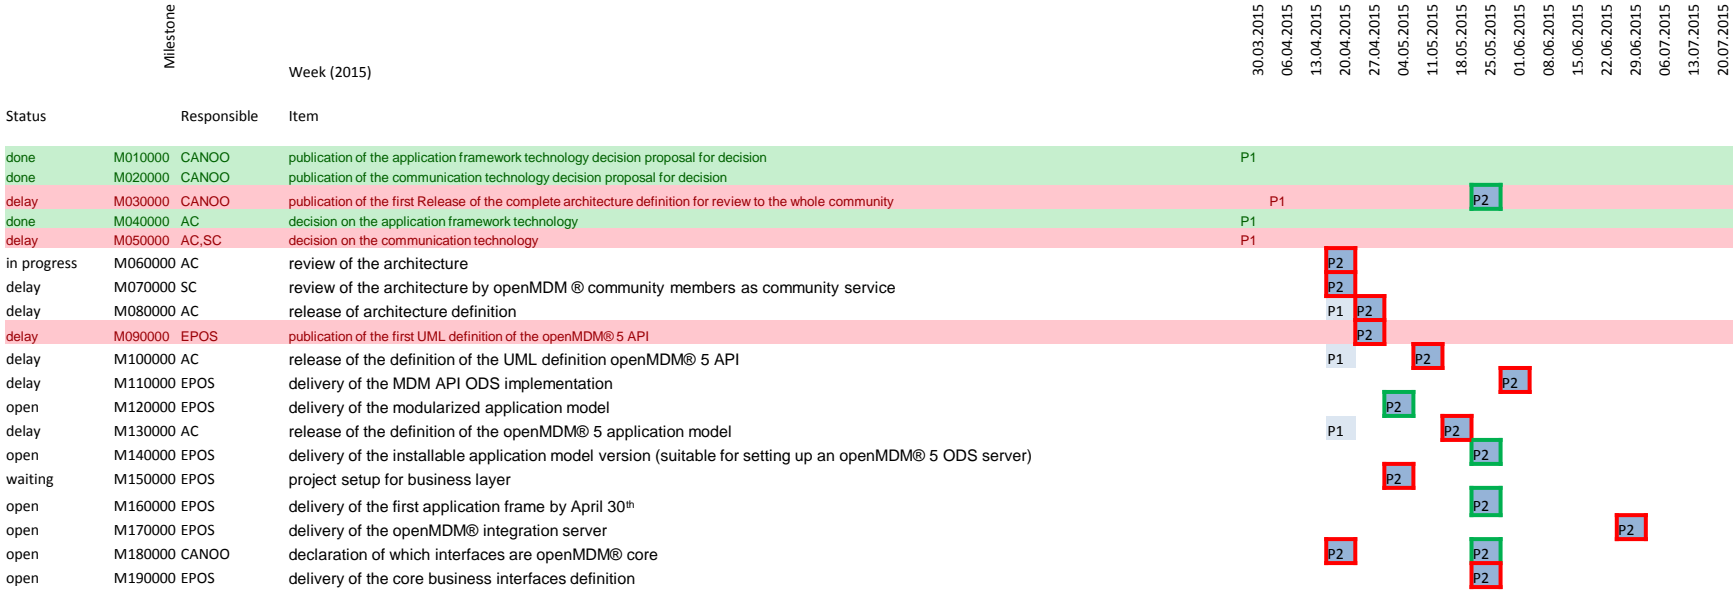 Milestone
Week (2015)
30.03.2015 06.04.2015 13.04.2015 20.04.2015 27.04.2015 04.05.2015 11.05.2015 18.05.2015 25.05.2015 01.06.2015 08.06.2015 15.06.2015 22.06.2015 29.06.2015 06.07.2015 13.07.2015 20.07.2015
Status Responsible Item
done M010000 CANOO publication of the application framework technology decision proposal for decision P1
done M020000 CANOO publication of the communication technology decision proposal for decision
delay M030000 CANOO publication of the first Release of the complete architecture definition for review to the whole community P1 P2
done M040000 AC decision on the application framework technology P1
delay M050000 AC,SC decision on the communication technology P1
in progress M060000 AC review of the architecture P2
delay M070000 SC review of the architecture by openMDM ® community members as community service P2
delay M080000 AC release of architecture definition P1 P2
delay M090000 EPOS publication of the first UML definition of the openMDM® 5 API P2
delay M100000 AC release of the definition of the UML definition openMDM® 5 API P1 P2
delay M110000 EPOS delivery of the MDM API ODS implementation P2
open M120000 EPOS delivery of the modularized application model P2
delay M130000 AC release of the definition of the openMDM® 5 application model P1 P2
open M140000 EPOS delivery of the installable application model version (suitable for setting up an openMDM® 5 ODS server) P2
waiting M150000 EPOS project setup for business layer P2
open M160000 EPOS delivery of the first application frame by April 30th P2
open M170000 EPOS delivery of the openMDM® integration server P2
open M180000 CANOO declaration of which interfaces are openMDM® core P2 P2
open M190000 EPOS delivery of the core business interfaces definition P2